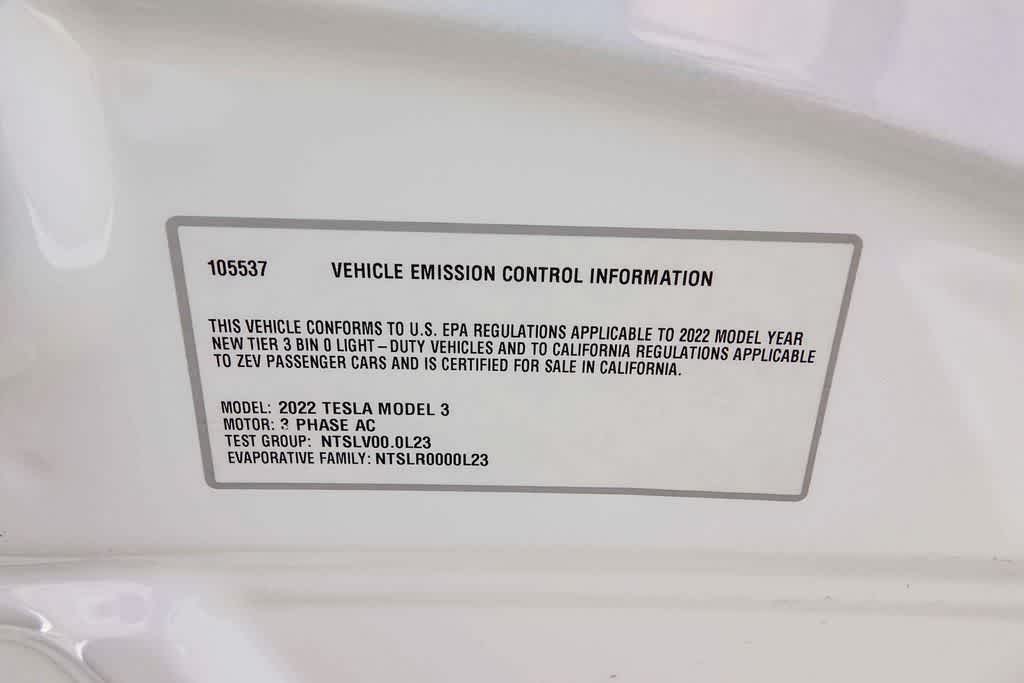 105537 VEHICLE EMISSION CONTROL INFORMATION
THIS VEHICLE CONFORMS TO U.S. EPA REGULATIONS APPLICABLE TO 2022 MODEL YEAR
NEW TIER 3 BIN 0 LIGHT – DUTY VEHICLES AND TO CALIFORNIA REGULATIONS APPLICABLE
TO ZEV PASSENGER CARS AND IS CERTIFIED FOR SALE IN CALIFORNIA.
MODEL: 2022 TESLA MODEL 3
MOTOR: 3 PHASE AC
TEST GROUP: NTSLV00.0L23
EVAPORATIVE FAMILY: NTSLR0000L23